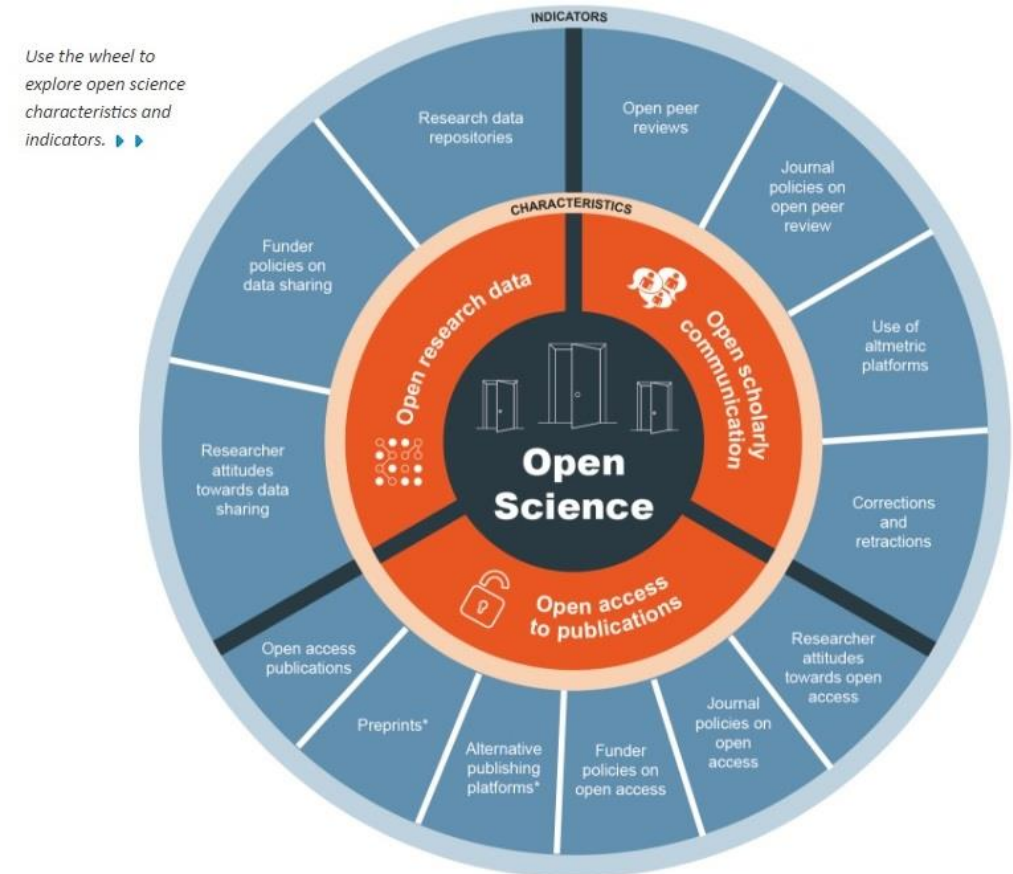 Use the wheel to
explore open science
characteristics and
indicators.
INDICATORS
Research data
repositories
Open peer
reviews
Journal
policies on
open peer
review
Funder
policies on
data sharing
Use of
altmetric
platforms
Researcher
attitudes
towards data
sharing
Corrections
and
retractions
CHARACTERISTICS
Open research data
Open scholarly
communication
Open
Science
Open access
to publications
Open access
publications
Preprints*
Alternative
publishing
platforms*
Funder
policies on
open access
Journal
policies on
open
access
Researcher
attitudes
towards open
access